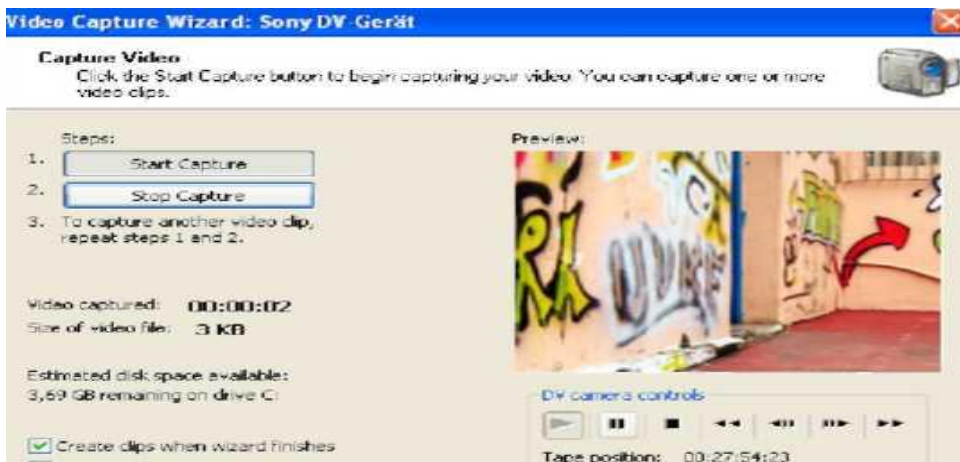 Video Capture Wizard: Sony DV-Gerät
Capture Video
Click the Start Capture button to begin capturing your video. You can capture one or more
video clips.
Steps:
1. Start Capture
2. Stop Capture
3. To capture another video clip,
repeat steps 1 and 2.
Video captured: 00:00:02
Size of video file: 3 KB
Estimated disk space available:
3,69 GB remaining on drive C:
Create clips when wizard finishes
Preview:
DV camera controls
Tape position: 00:27:54:23